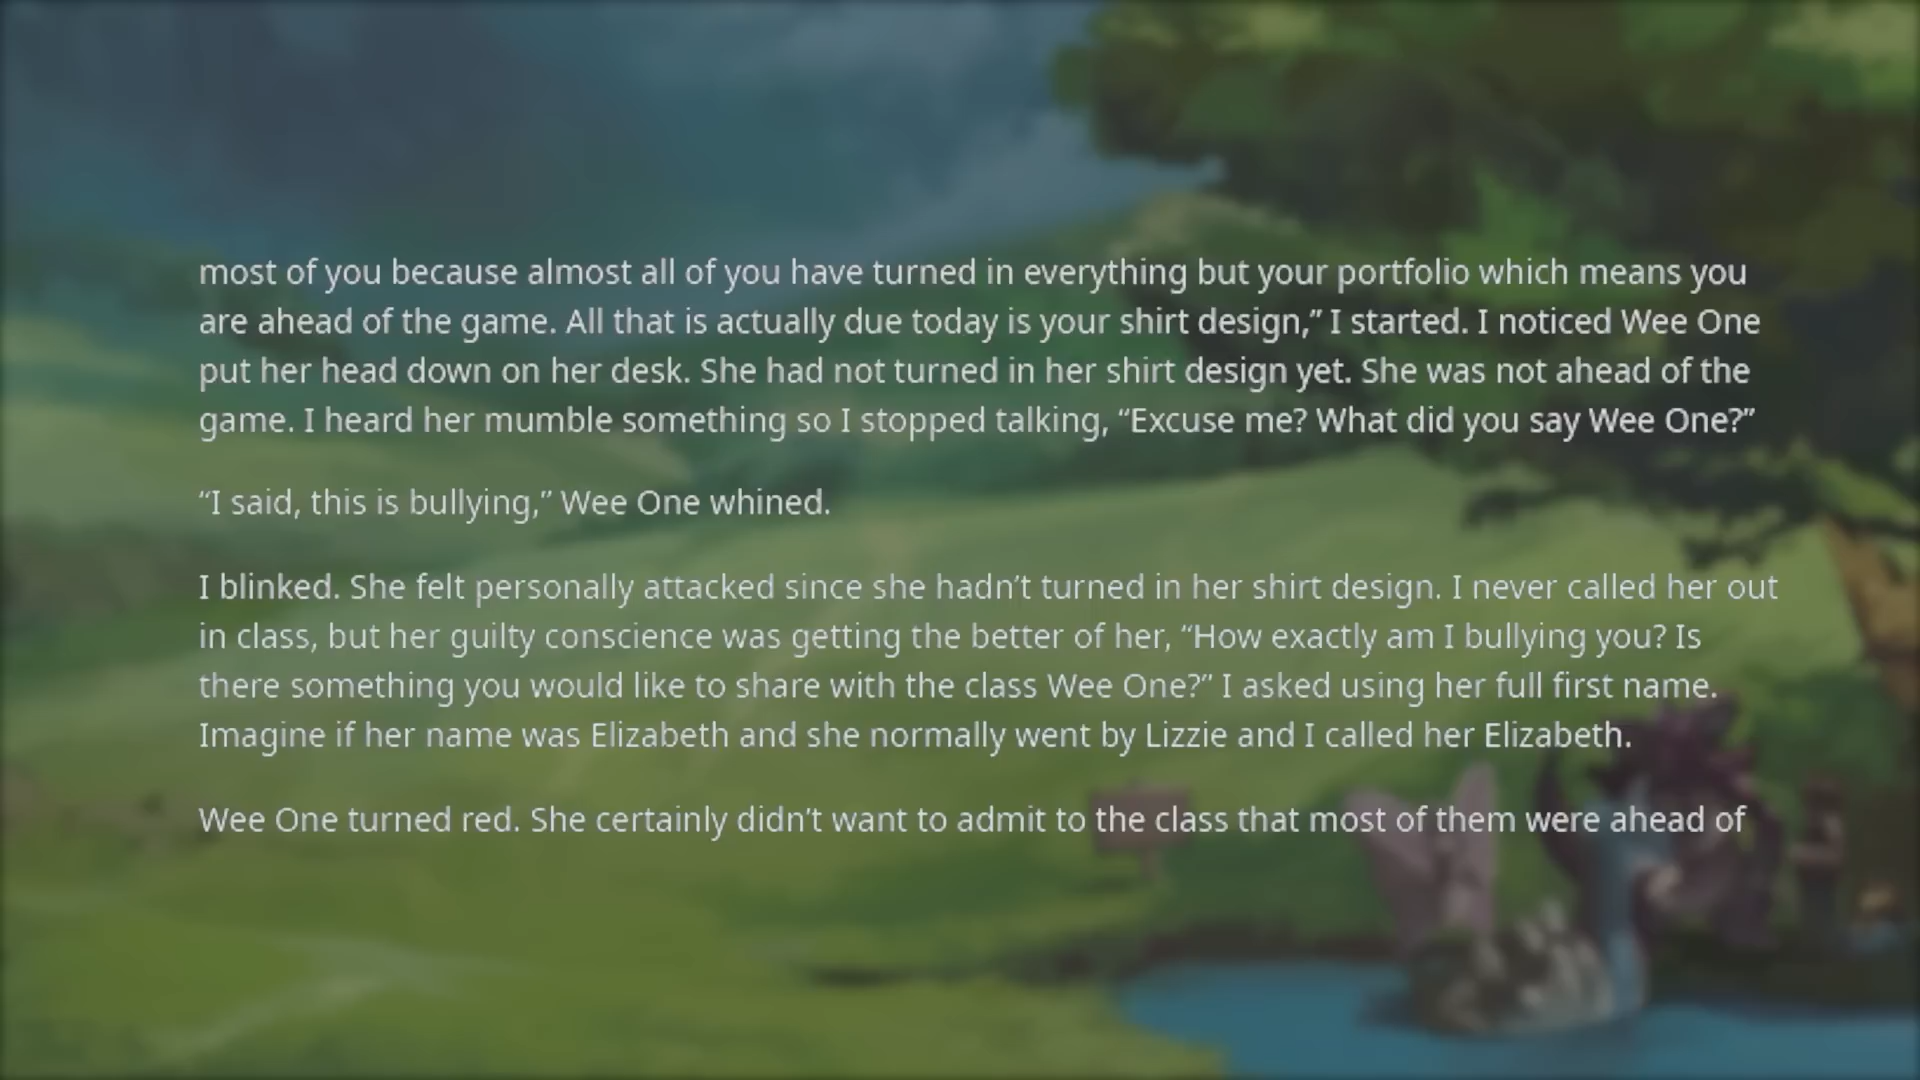 most of you because almost all of you have turned in everything but your portfolio which means you
are ahead of the game. All that is actually due today is your shirt design,” I started. I noticed Wee One
put her head down on her desk. She had not turned in her shirt design yet. She was not ahead of the
game. I heard her mumble something so I stopped talking, “Excuse me? What did you say Wee One?”
“I said, this is bullying,” Wee One whined.
I blinked. She felt personally attacked since she hadn’t turned in her shirt design. I never called her out
in class, but her guilty conscience was getting the better of her, “How exactly am I bullying you? Is
there something you would like to share with the class Wee One?” I asked using her full first name.
Imagine if her name was Elizabeth and she normally went by Lizzie and I called her Elizabeth.
Wee One turned red. She certainly didn’t want to admit to the class that most of them were ahead of